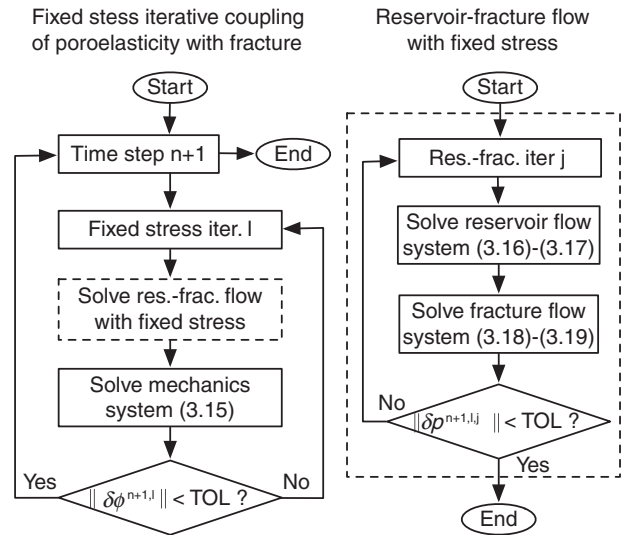 Fixed stess iterative coupling
of poroelasticity with fracture
Start
Time step n+1
End
Fixed stress iter. l
Solve res.-frac. flow
with fixed stress
Solve mechanics
system (3.15)
Yes
No
|| δϕ^{n+1,l} || < TOL ?
Reservoir-fracture flow
with fixed stress
Start
Res.-frac. iter j
Solve reservoir flow
system (3.16)-(3.17)
Solve fracture flow
system (3.18)-(3.19)
No
|| δp^{n+1,l,j} || < TOL ?
Yes
End